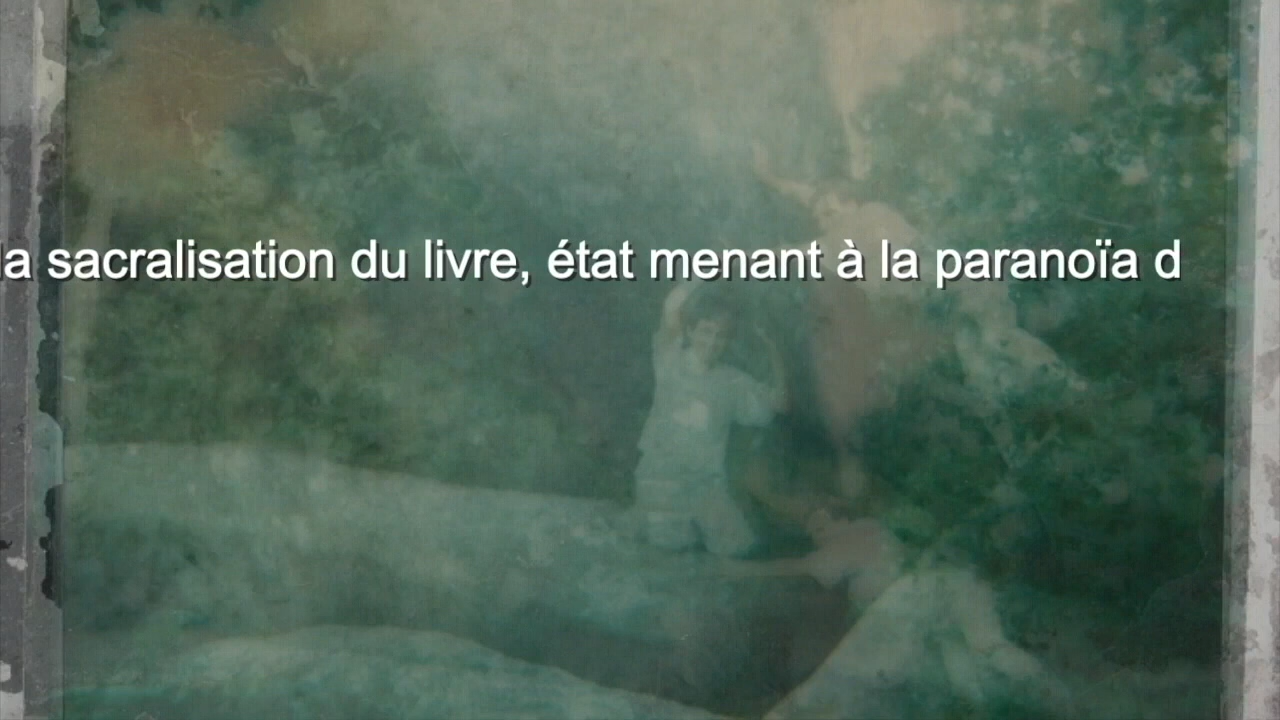 la sacralisation du livre, état menant à la paranoïa d